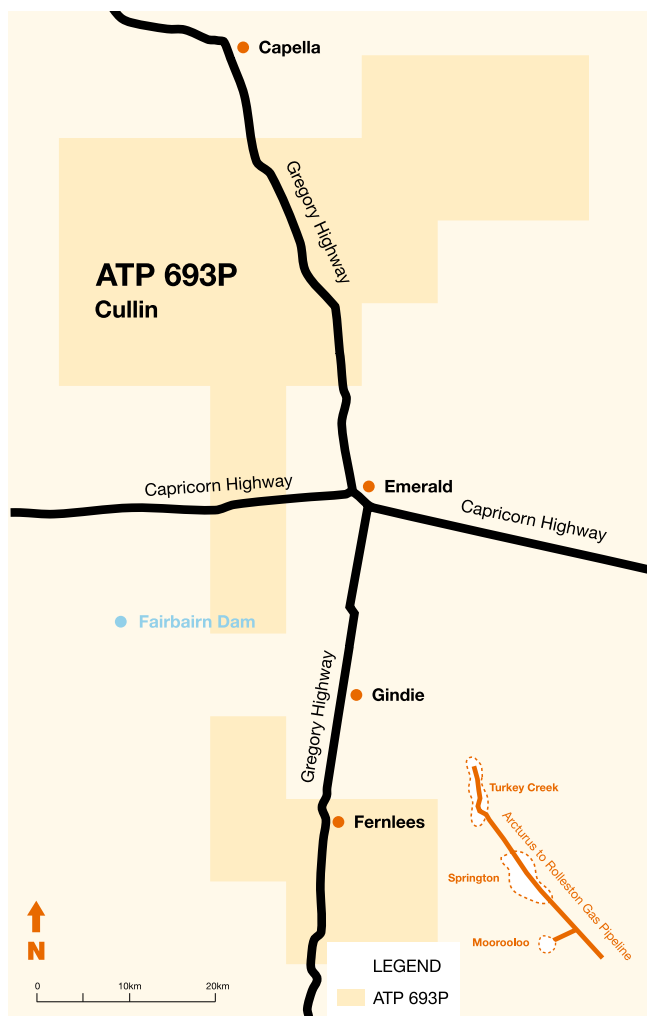 Capella
Gregory Highway
ATP 693P
Cullin
Capricorn Highway
Emerald
Capricorn Highway
Fairbairn Dam
Gregory Highway
Gindie
Turkey Creek
Arcturus to Rolleston Gas Pipeline
Fernlees
Springton
Moorooloo
N
LEGEND
0 10km 20km
ATP 693P